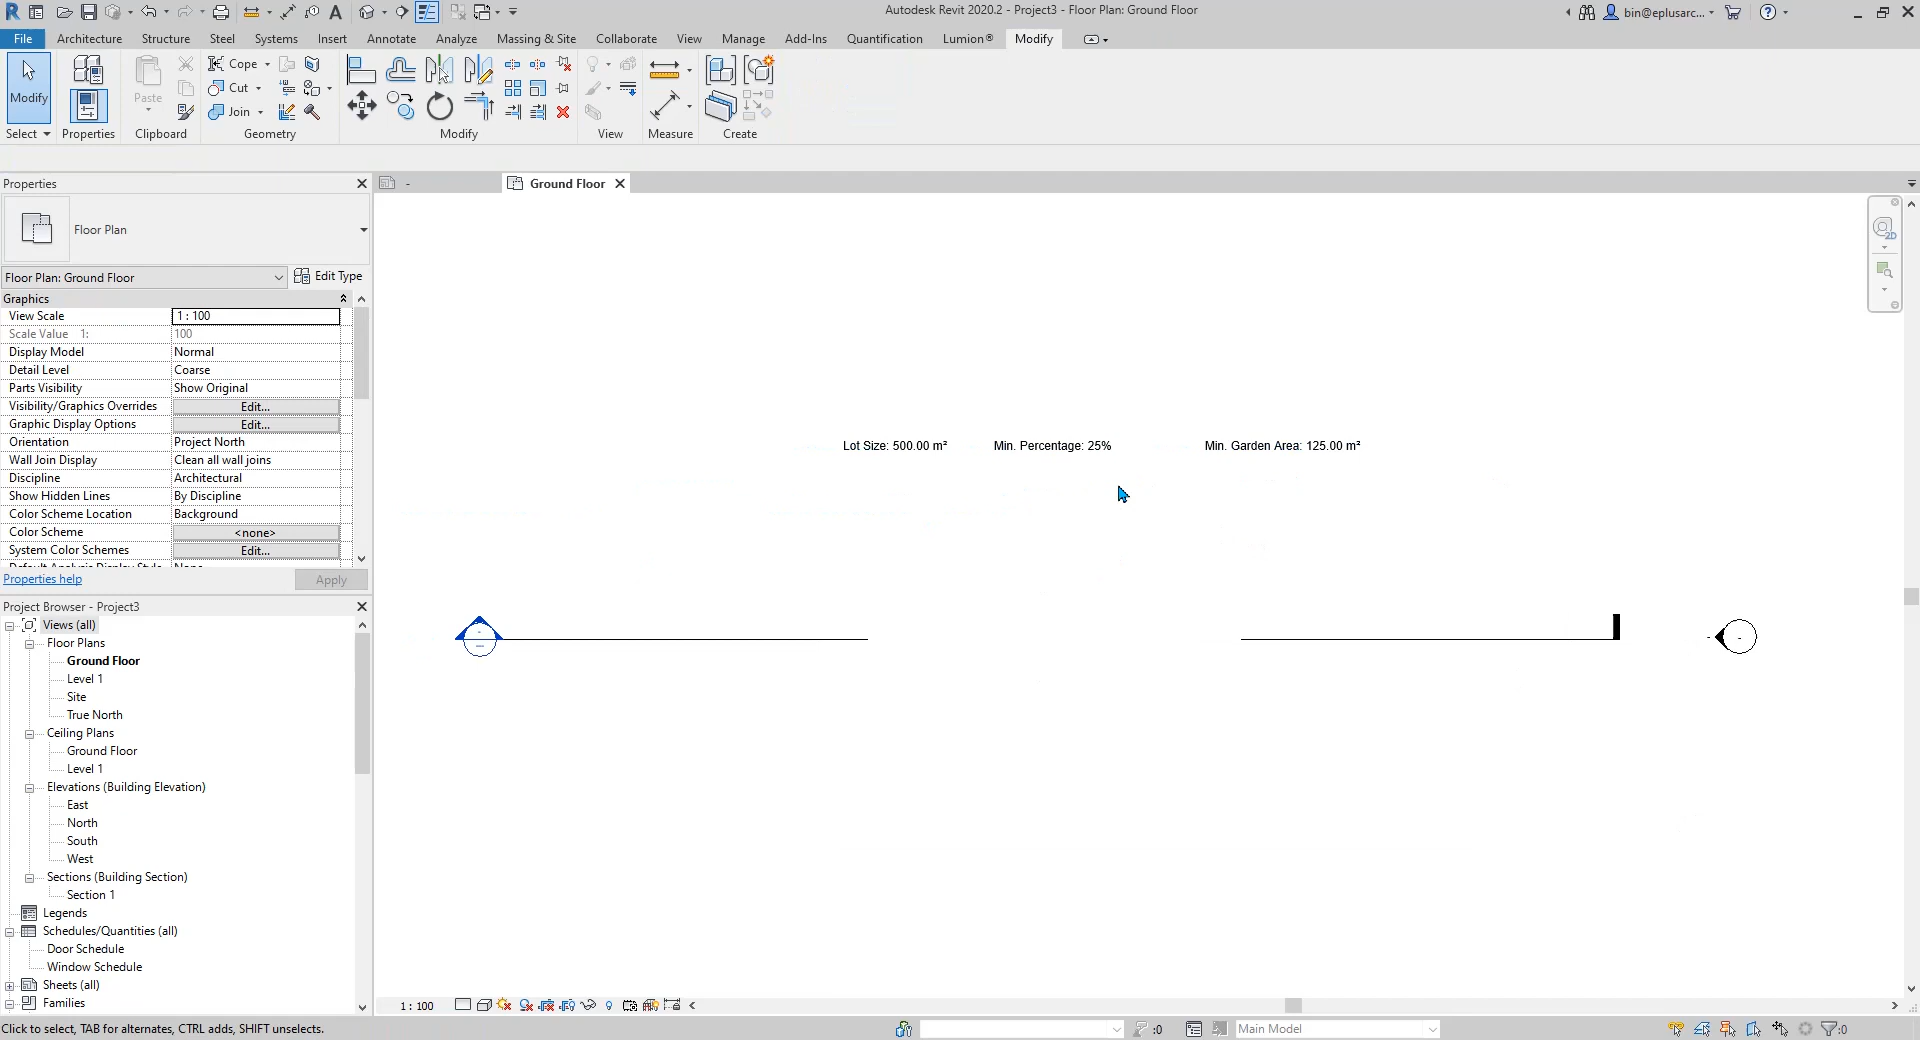 Autodesk Revit 2020.2 - Project3 - Floor Plan: Ground Floor
bin@eplusarc...
File Architecture Structure Steel Systems Insert Annotate Analyze Massing & Site Collaborate View Manage Add-Ins Quantification Lumion® Modify
Modify
Paste
Cope
Cut
Join
Select Properties Clipboard Geometry Modify View Measure Create
Properties
- Ground Floor
Floor Plan
Floor Plan: Ground Floor Edit Type
Graphics
View Scale 1 : 100
Scale Value 1: 100
Display Model Normal
Detail Level Coarse
Parts Visibility Show Original
Visibility/Graphics Overrides Edit...
Graphic Display Options Edit...
Orientation Project North
Wall Join Display Clean all wall joins
Discipline Architectural
Show Hidden Lines By Discipline
Color Scheme Location Background
Color Scheme <none>
System Color Schemes Edit...
Default Analysis Display Style None
Properties help Apply
Lot Size: 500.00 m² Min. Percentage: 25% Min. Garden Area: 125.00 m²
Project Browser - Project3
Views (all)
Floor Plans
Ground Floor
Level 1
Site
True North
Ceiling Plans
Ground Floor
Level 1
Elevations (Building Elevation)
East
North
South
West
Sections (Building Section)
Section 1
Legends
Schedules/Quantities (all)
Door Schedule
Window Schedule
Sheets (all)
Families
1 : 100
Click to select, TAB for alternates, CTRL adds, SHIFT unselects.
:0
Main Model
:0